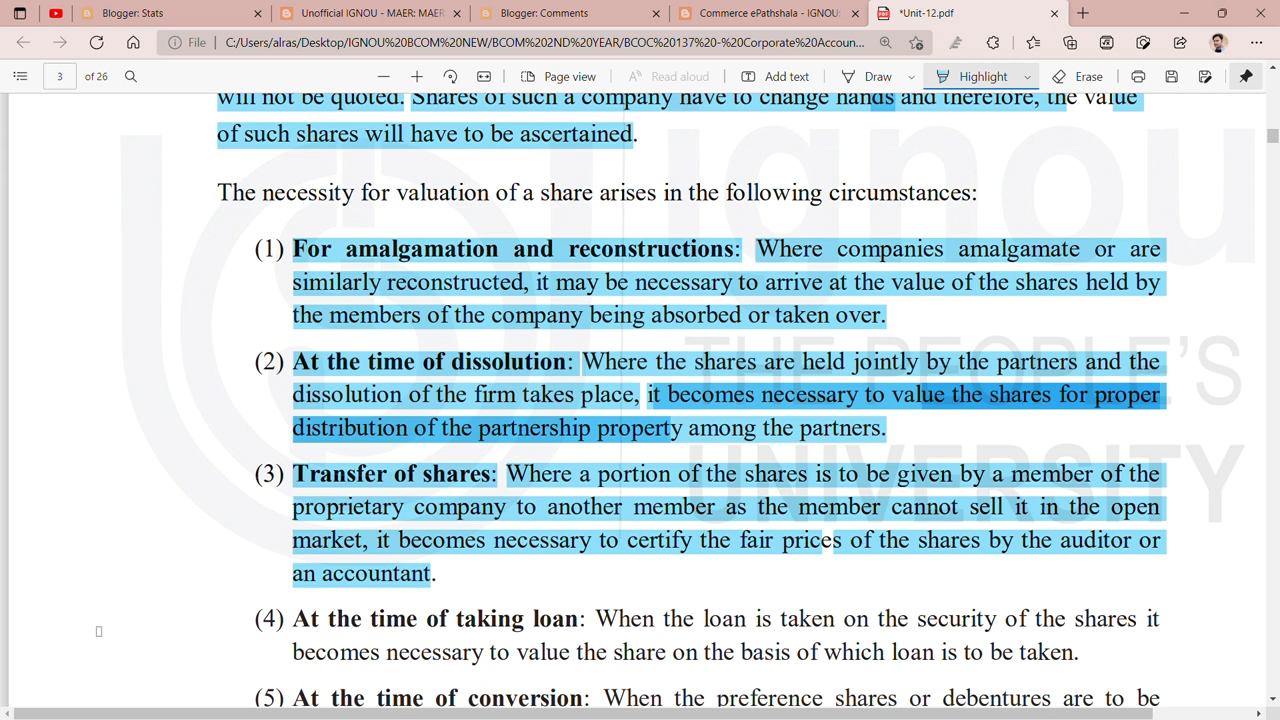 Blogger: Stats
Unofficial IGNOU - MAER: MAER
Blogger: Comments
Commerce ePathshala - IGNOU:
*Unit-12.pdf
File C:/Users/alras/Desktop/IGNOU%20BCOM%20NEW/BCOM%202ND%20YEAR/BCOC%20137%20-%20Corporate%20Accoun...
3 of 26 Page view Read aloud Add text Draw Highlight Erase
will not be quoted. Shares of such a company have to change hands and therefore, the value
of such shares will have to be ascertained.
The necessity for valuation of a share arises in the following circumstances:
(1) For amalgamation and reconstructions: Where companies amalgamate or are
similarly reconstructed, it may be necessary to arrive at the value of the shares held by
the members of the company being absorbed or taken over.
(2) At the time of dissolution: Where the shares are held jointly by the partners and the
dissolution of the firm takes place, it becomes necessary to value the shares for proper
distribution of the partnership property among the partners.
(3) Transfer of shares: Where a portion of the shares is to be given by a member of the
proprietary company to another member as the member cannot sell it in the open
market, it becomes necessary to certify the fair prices of the shares by the auditor or
an accountant.
(4) At the time of taking loan: When the loan is taken on the security of the shares it
becomes necessary to value the share on the basis of which loan is to be taken.
(5) At the time of conversion: When the preference shares or debentures are to be
ignou
THE PEOPLE'S
UNIVERSITY